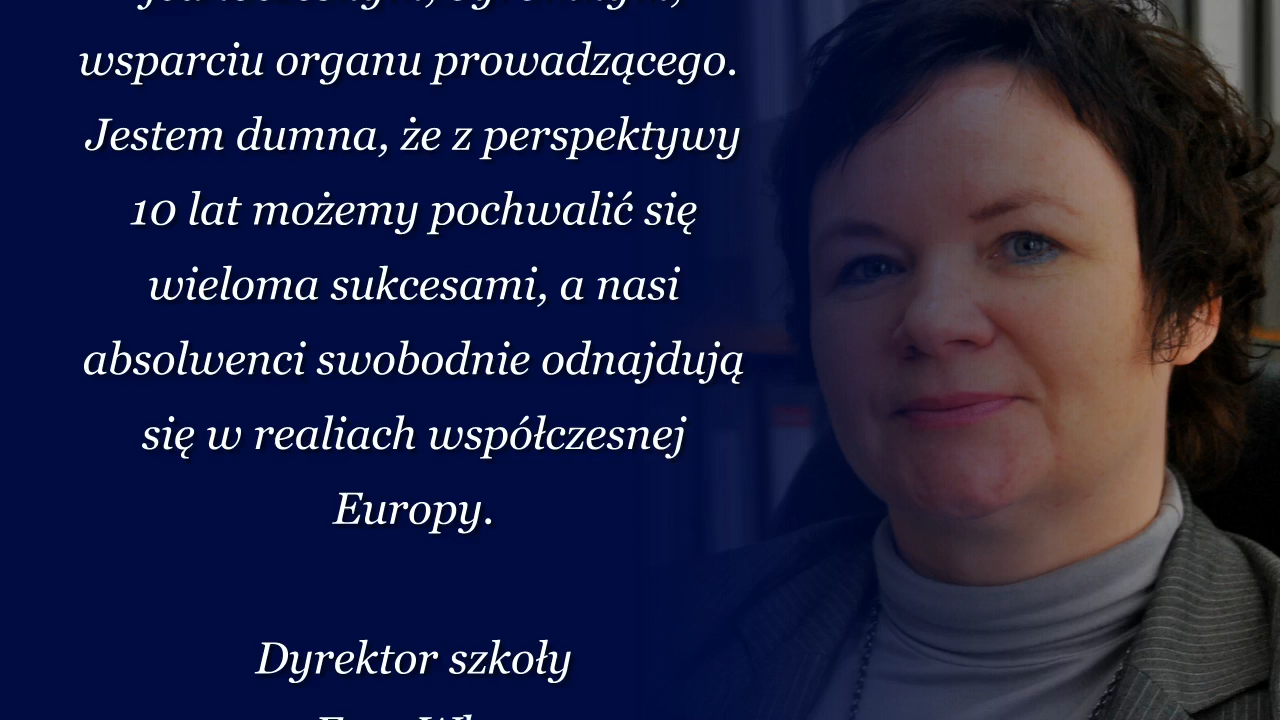 wsparciu organu prowadzącego.
Jestem dumna, że z perspektywy
10 lat możemy pochwalić się
wieloma sukcesami, a nasi
absolwenci swobodnie odnajdują
się w realiach współczesnej
Europy.
Dyrektor szkoły